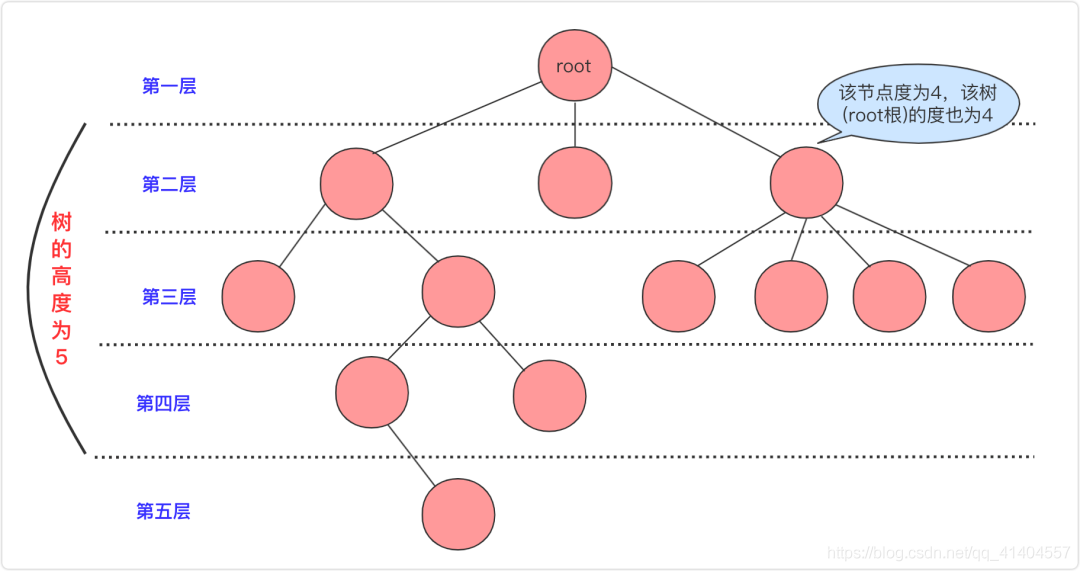 root
第一层
该节点度为4，该树
(root根)的度也为4
第二层
树的高度为5
第三层
第四层
第五层
https://blog.csdn.net/qq_41404557